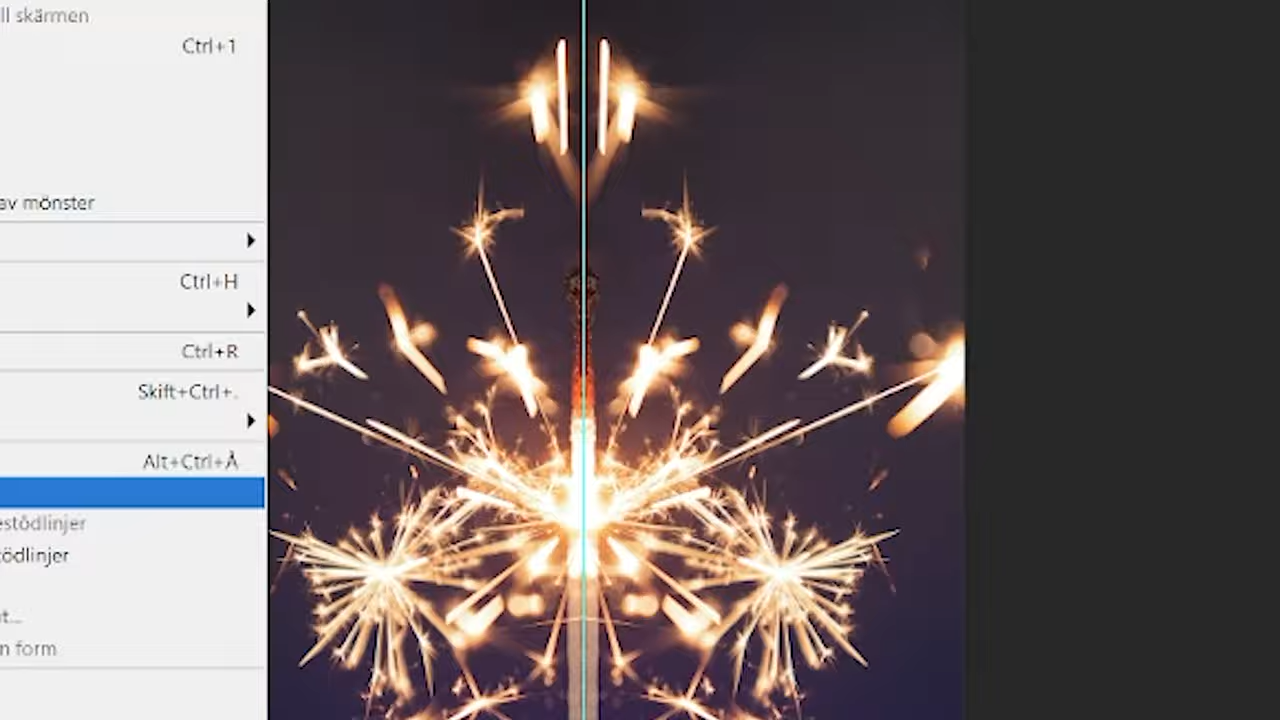 ll skärmen
Ctrl+1
av mönster
Ctrl+H
Ctrl+R
Skift+Ctrl+.
Alt+Ctrl+Å
estödlinjer
ödlinjer
t...
n form